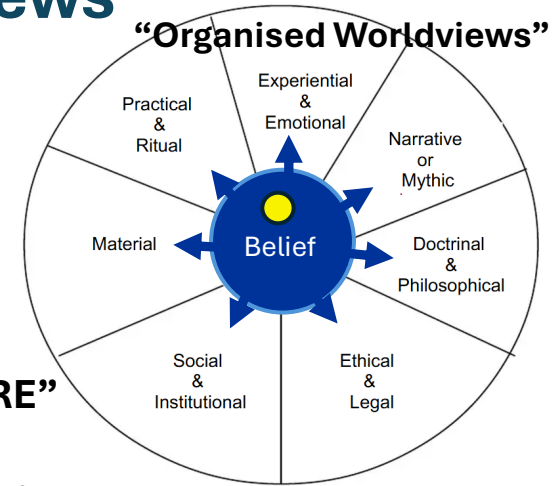 ews
“Organised Worldviews”
Experiential
&
Emotional
Practical
&
Ritual
Narrative
or
Mythic
Material
Belief
Doctrinal
&
Philosophical
Social
&
Institutional
Ethical
&
Legal
RE”